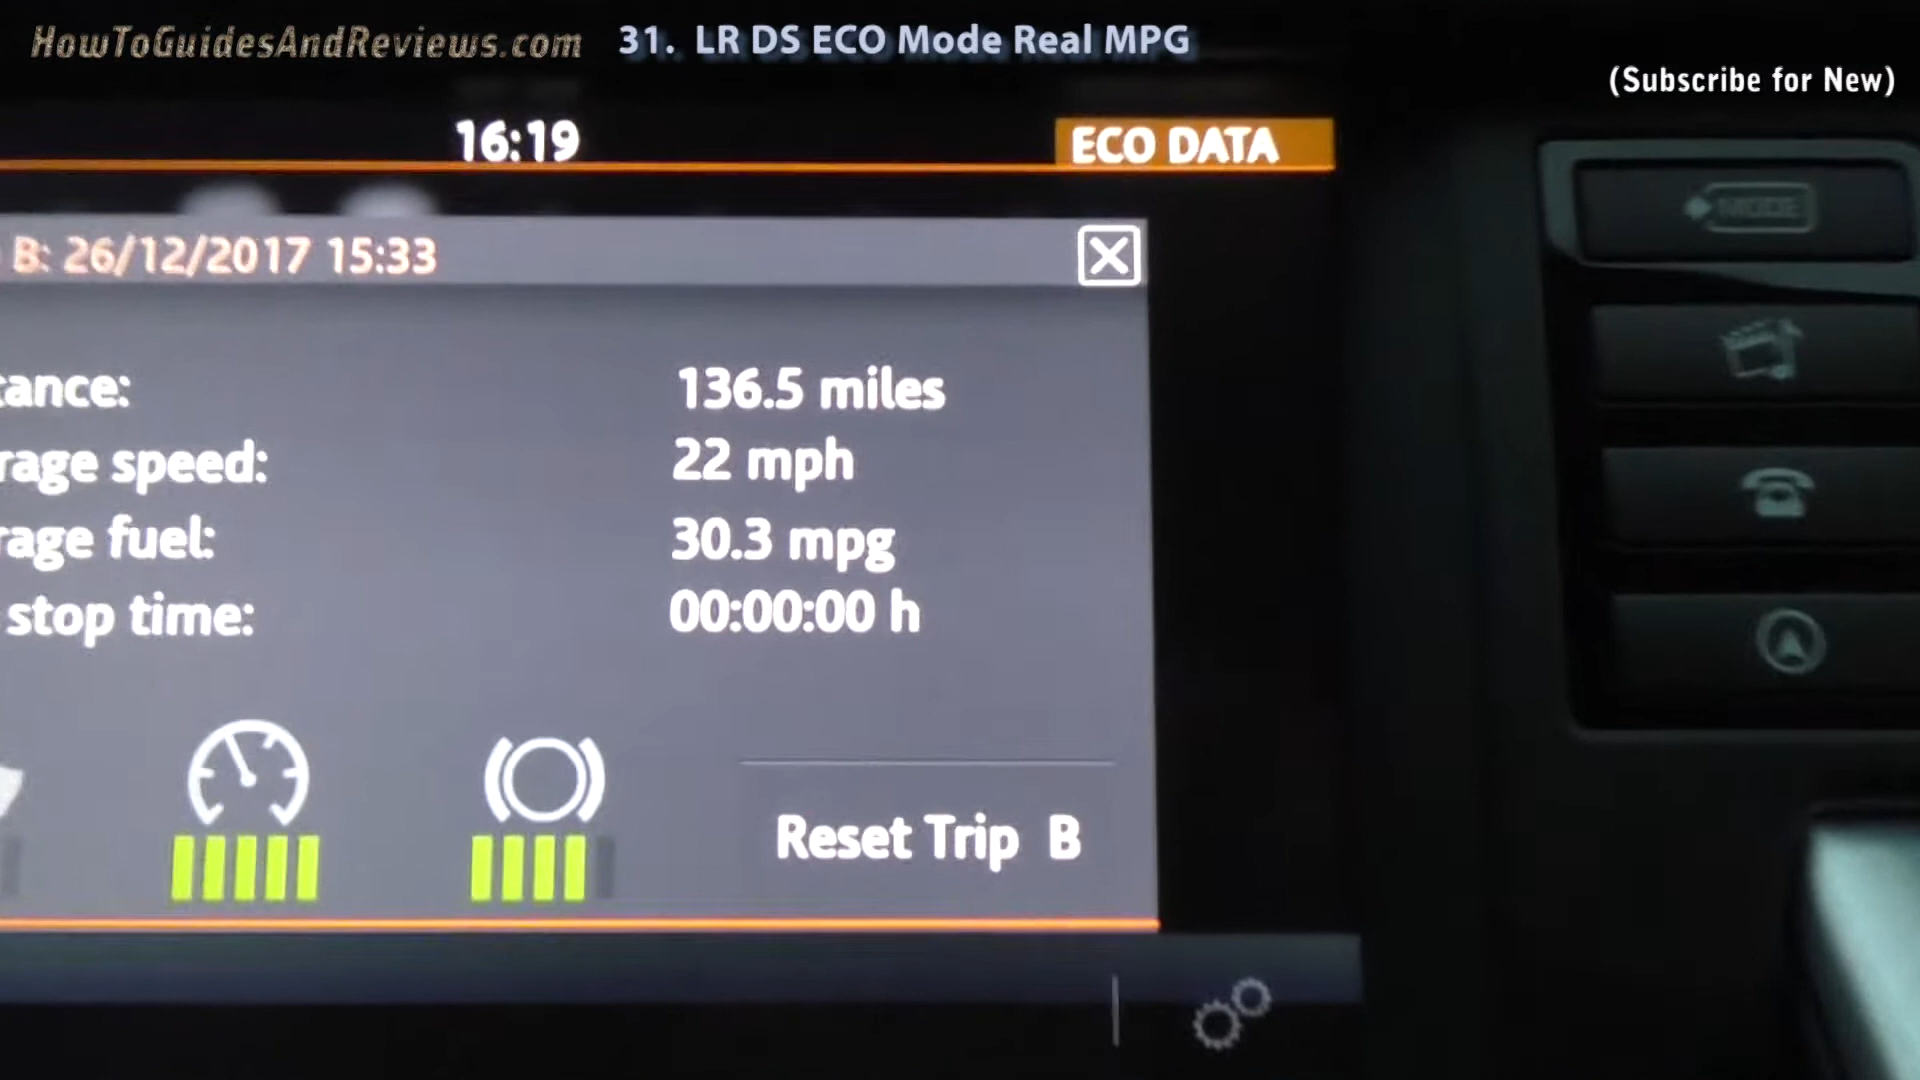 HowToGuidesAndReviews.com
31. LR DS ECO Mode Real MPG
(Subscribe for New)
16:19
ECO DATA
B: 26/12/2017 15:33
MODE
tance: 136.5 miles
rage speed: 22 mph
rage fuel: 30.3 mpg
stop time: 00:00:00 h
Reset Trip B